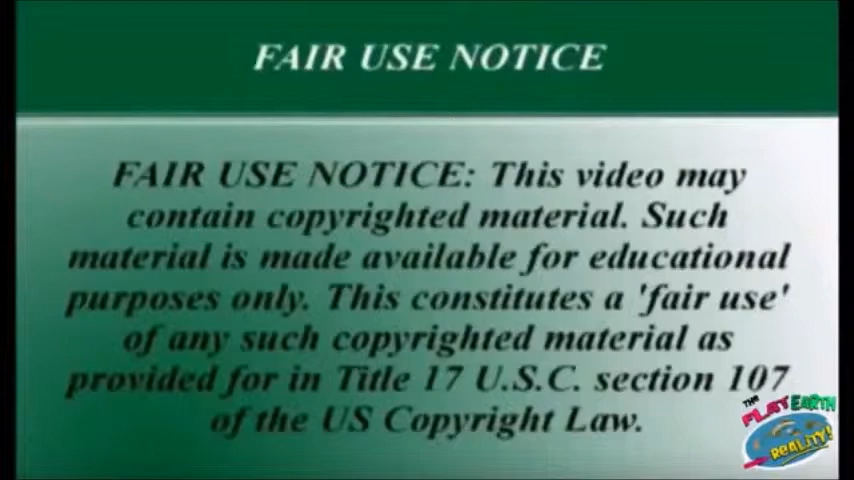 FAIR USE NOTICE
FAIR USE NOTICE: This video may
contain copyrighted material. Such
material is made available for educational
purposes only. This constitutes a 'fair use'
of any such copyrighted material as
provided for in Title 17 U.S.C. section 107
of the US Copyright Law.
THE
FLAT EARTH
REALITY!